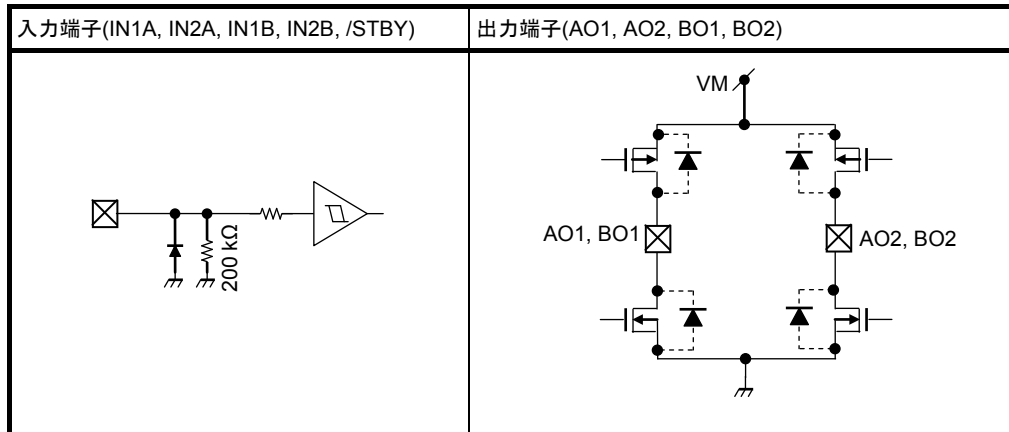 入力端子(IN1A, IN2A, IN1B, IN2B, /STBY)
出力端子(AO1, AO2, BO1, BO2)
200 kΩ
VM
AO1, BO1
AO2, BO2